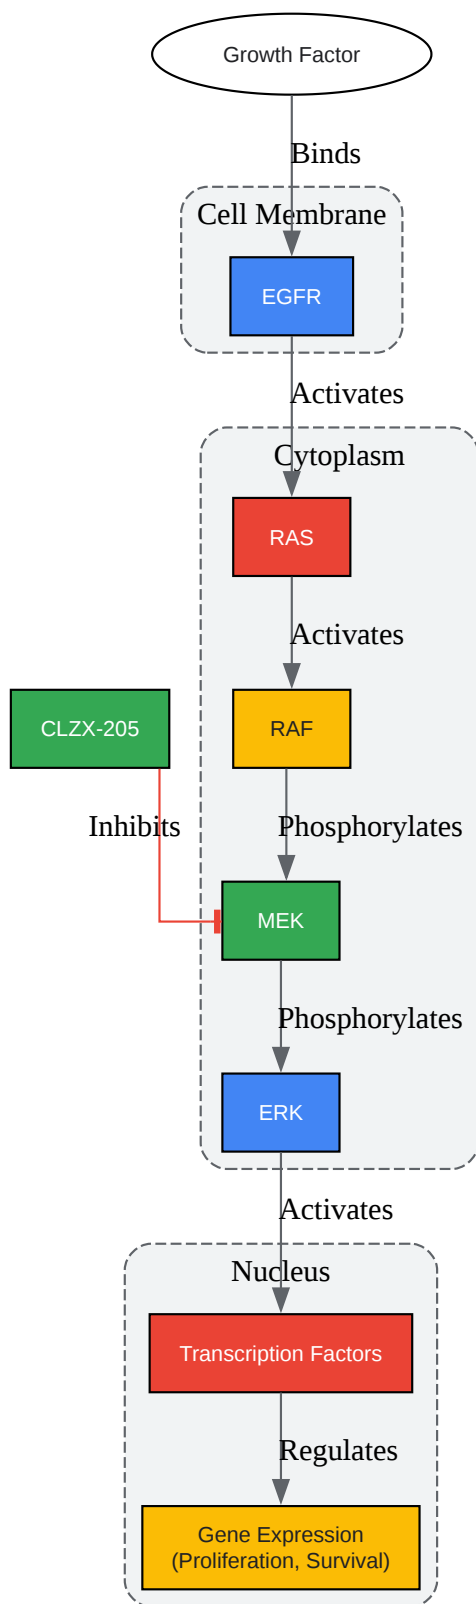 Growth Factor
Binds
Cell Membrane
EGFR
Activates
Cytoplasm
RAS
Activates
CLZX-205
RAF
Inhibits
Phosphorylates
MEK
Phosphorylates
ERK
Activates
Nucleus
Transcription Factors
Regulates
Gene Expression
(Proliferation, Survival)